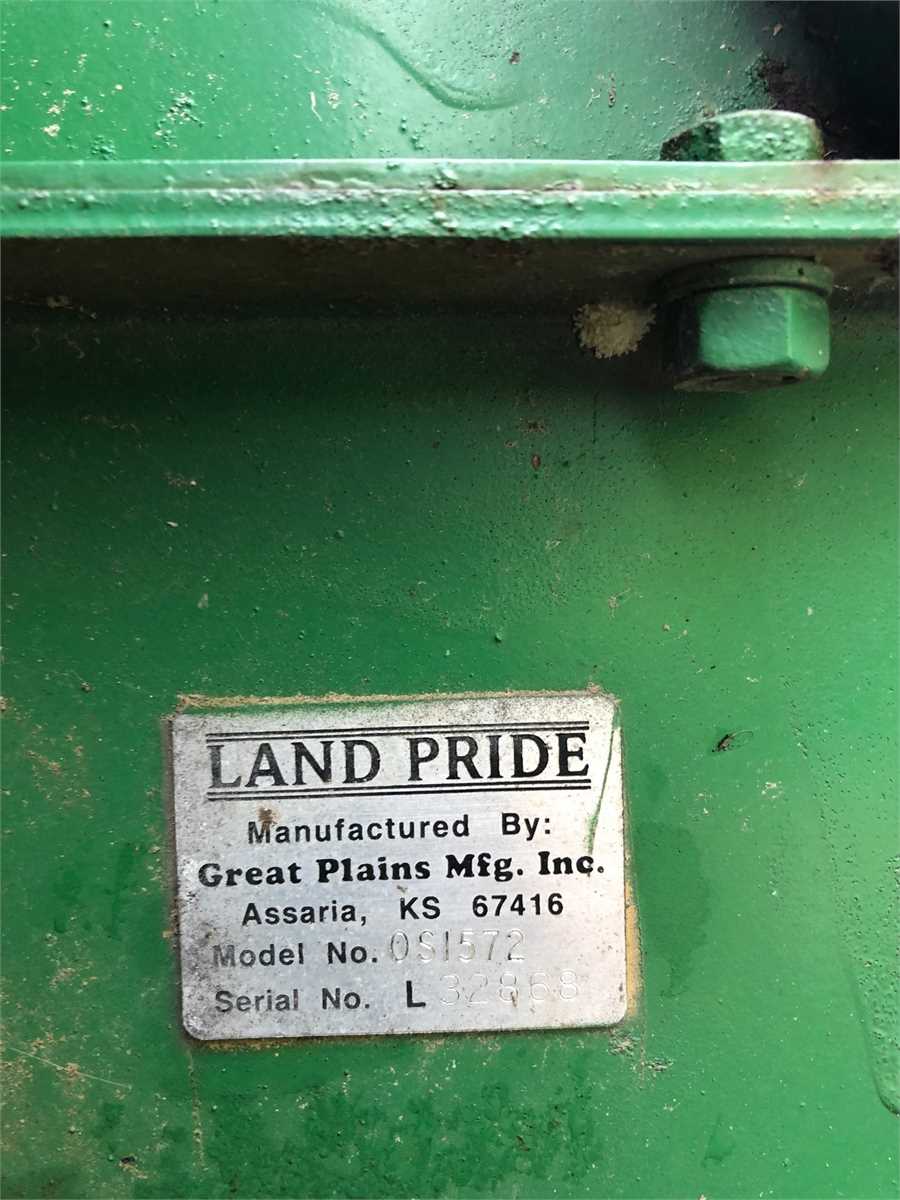 LAND PRIDE
Manufactured By:
Great Plains Mfg. Inc.
Assaria, KS 67416
Model No. OS1572
Serial No. L 32868